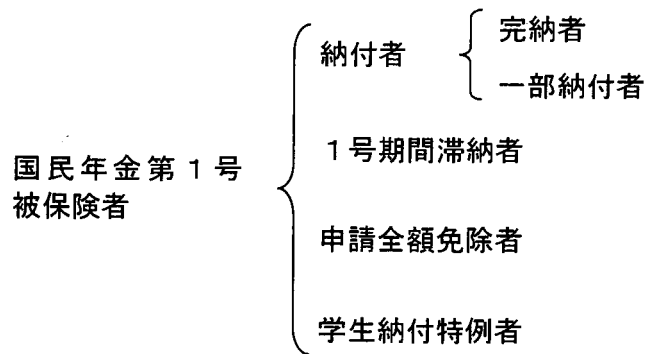 国民年金第1号
被保険者
納付者
完納者
一部納付者
1号期間滞納者
申請全額免除者
学生納付特例者